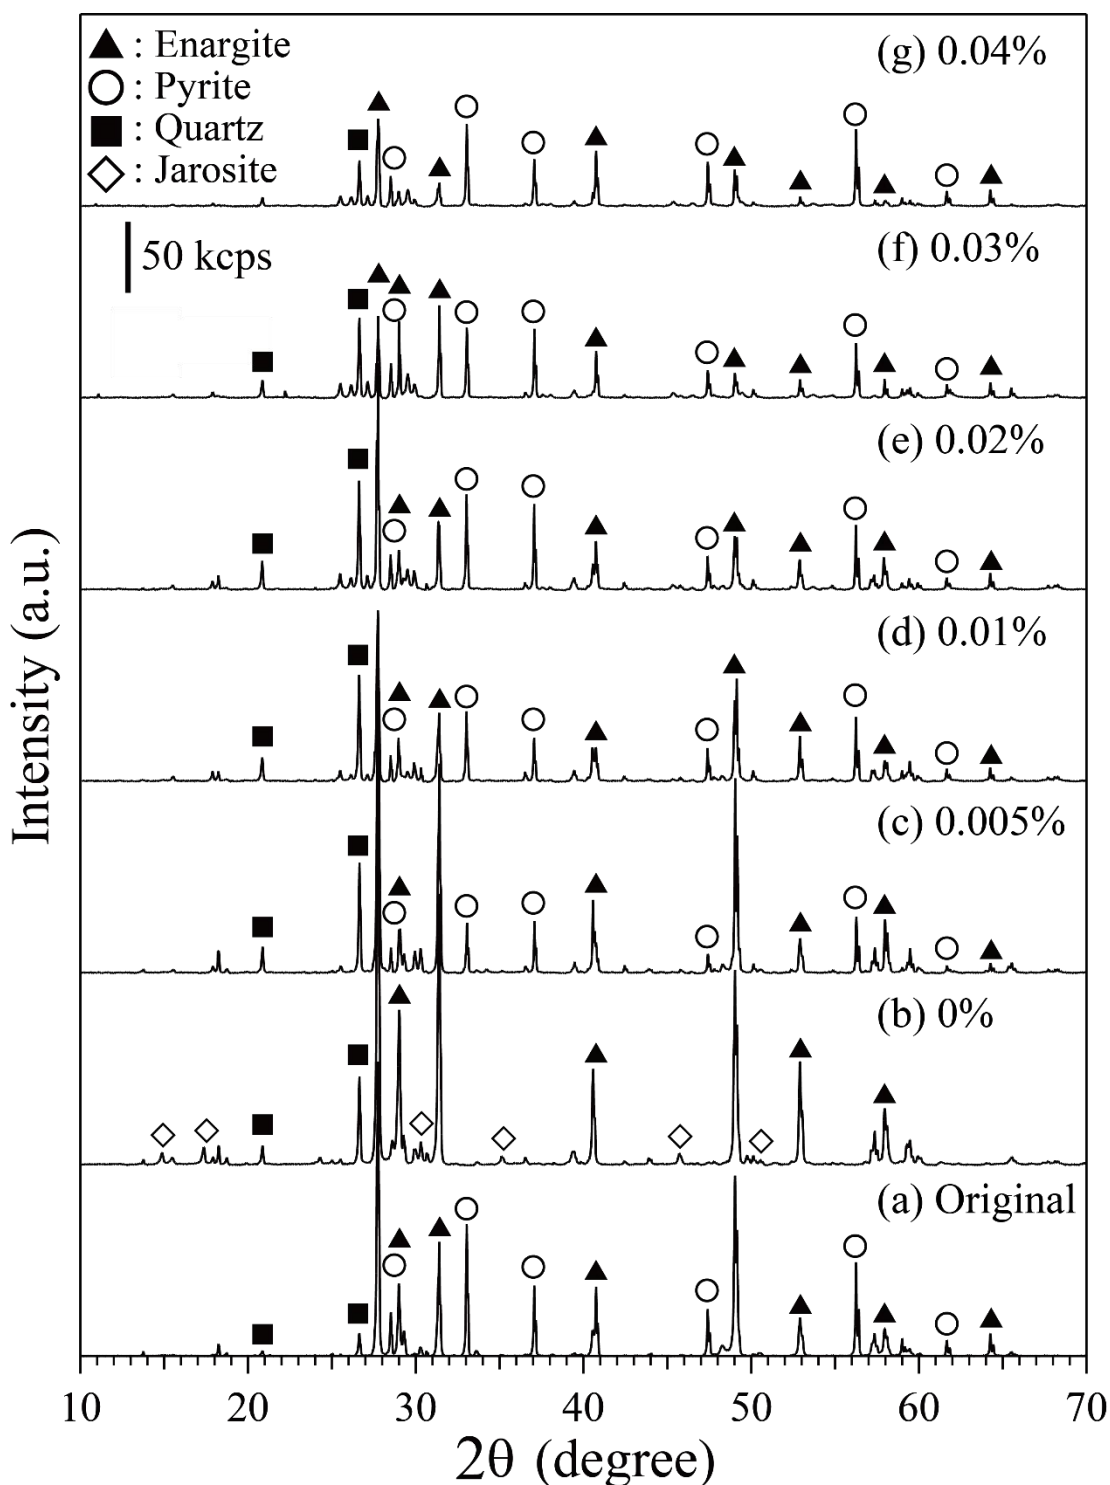 ▲ : Enargite
○ : Pyrite
■ : Quartz
◇ : Jarosite
50 kcps
(g) 0.04%
(f) 0.03%
(e) 0.02%
(d) 0.01%
(c) 0.005%
(b) 0%
(a) Original
Intensity (a.u.)
10 20 30 40 50 60 70
2θ (degree)